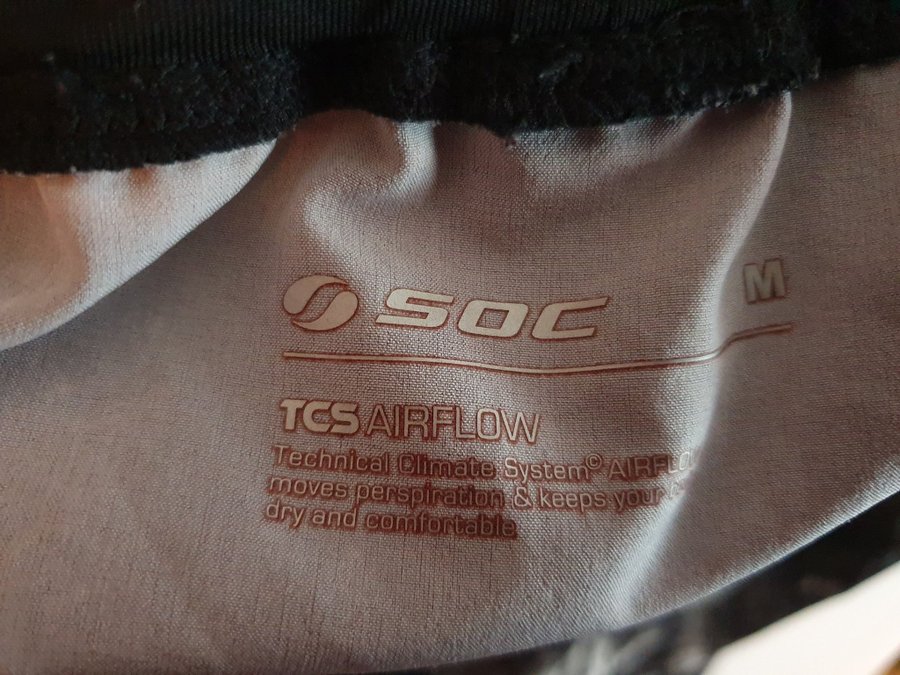 SOC
M
TCS AIRFLOW
Technical Climate System© AIRFLO
moves perspiration & keeps your
dry and comfortable